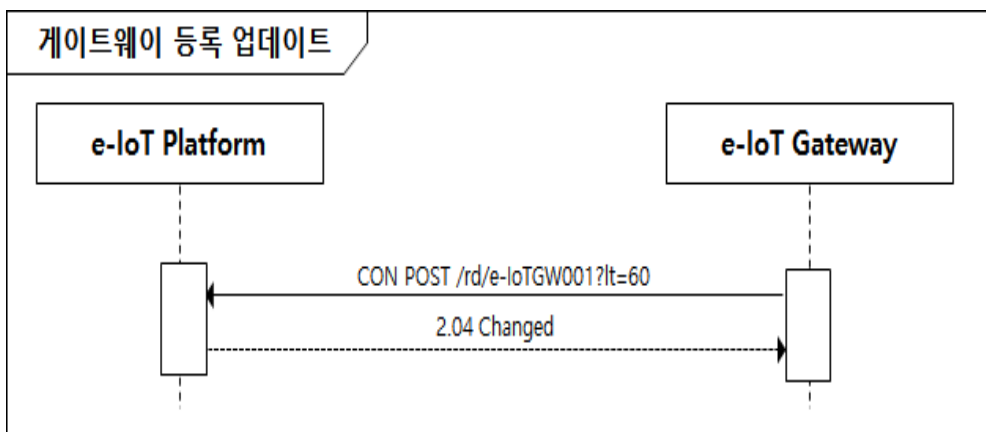 게이트웨이 등록 업데이트
e-IoT Platform
e-IoT Gateway
CON POST /rd/e-IoTGW001?lt=60
2.04 Changed